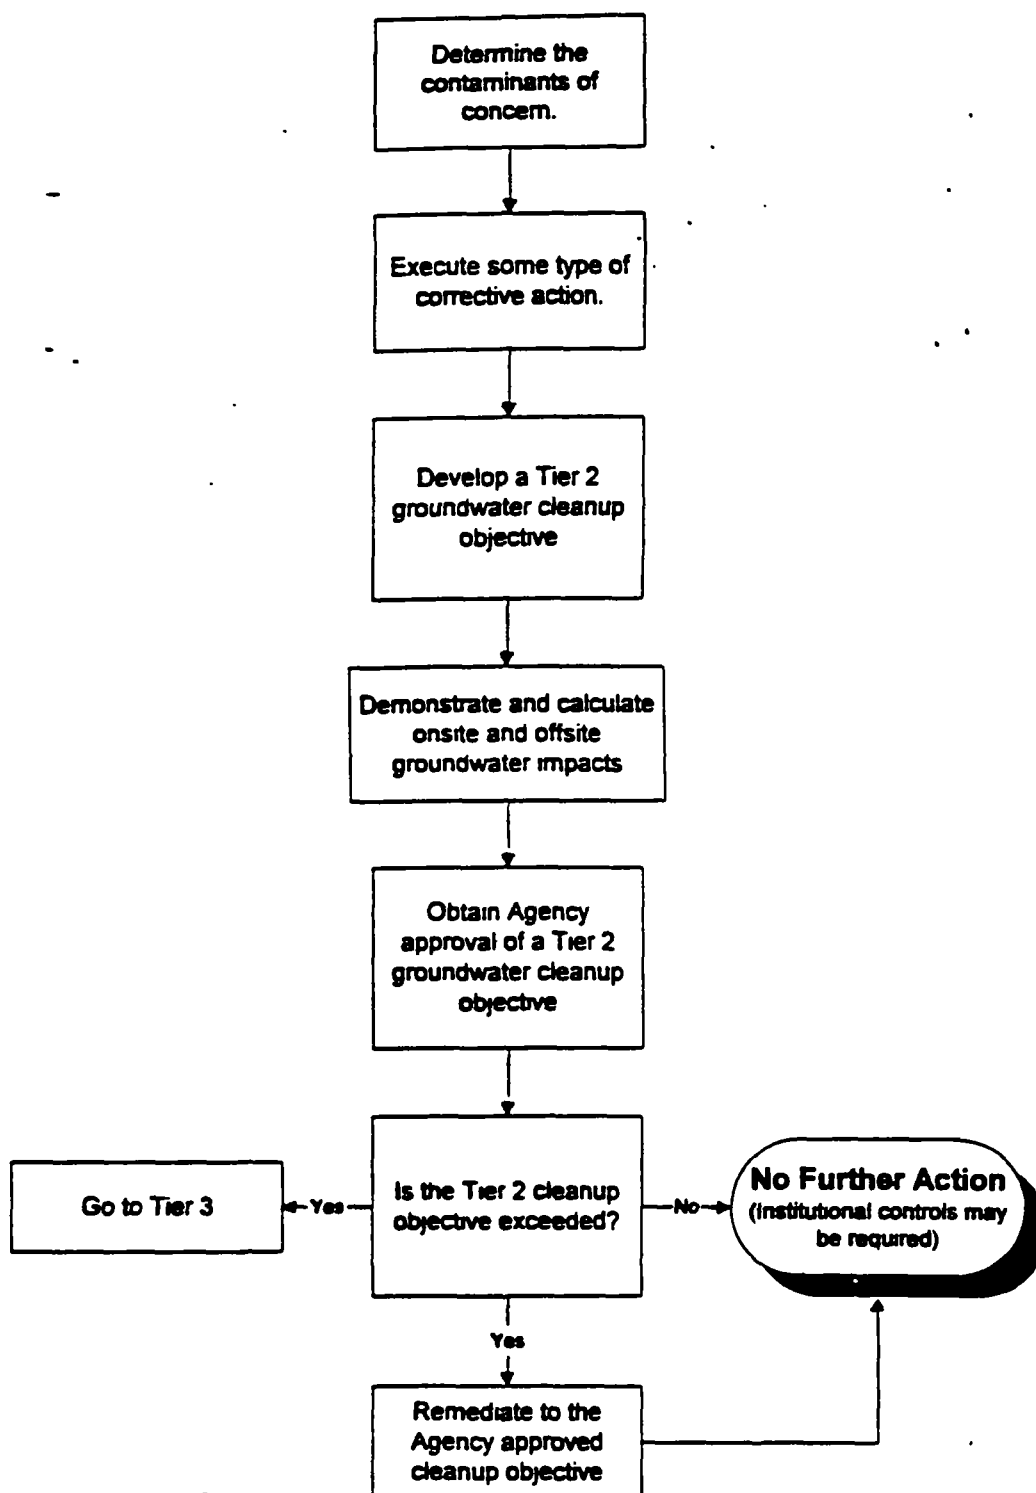 Determine the
contaminants of
concern.
Execute some type of
corrective action.
Develop a Tier 2
groundwater cleanup
objective
Demonstrate and calculate
onsite and offsite
groundwater impacts
Obtain Agency
approval of a Tier 2
groundwater cleanup
objective
Go to Tier 3
Yes
Is the Tier 2 cleanup
objective exceeded?
No
No Further Action
(Institutional controls may
be required)
Yes
Remediate to the
Agency approved
cleanup objective